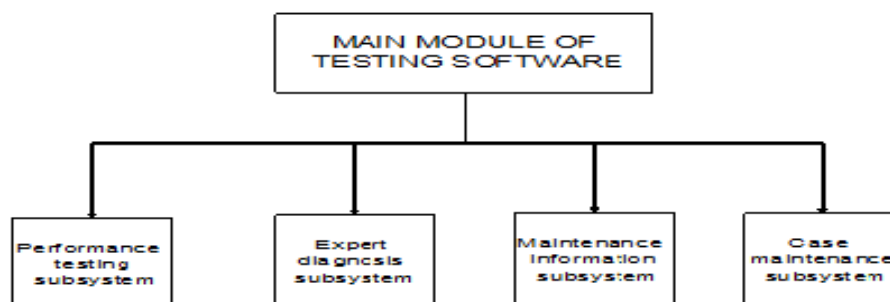 MAIN MODULE OF
TESTING SOFTWARE
Performance
testing
subsystem
Expert
diagnosis
subsystem
Maintenance
information
subsystem
Case
maintenance
subsystem